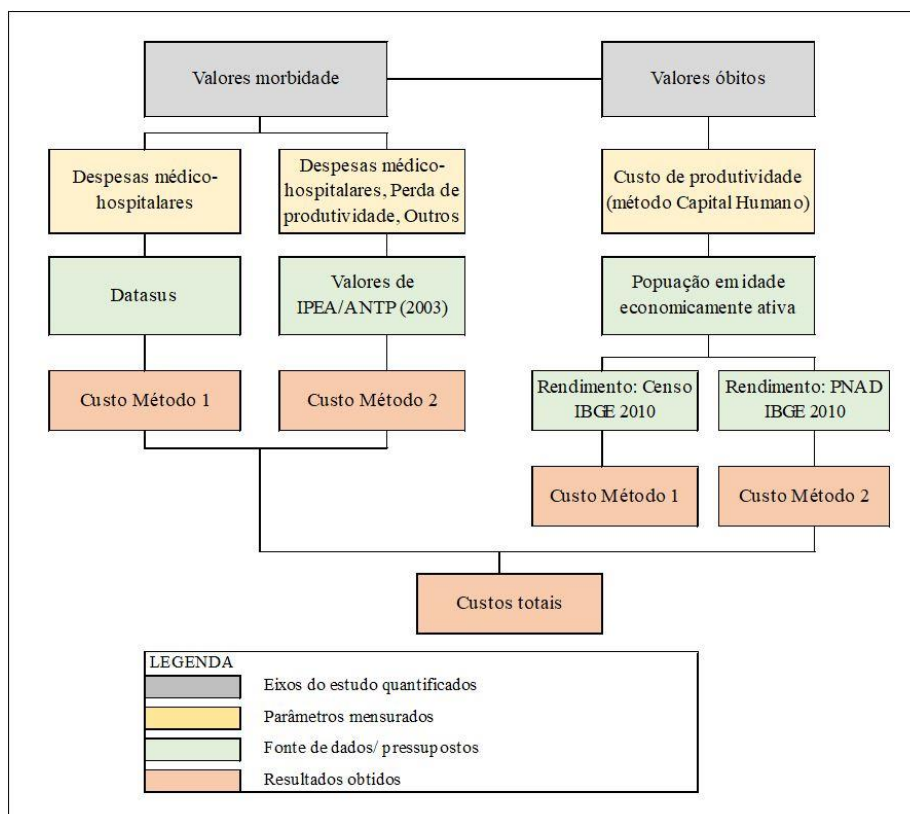 Valores morbidade
Valores óbitos
Despesas médico-
hospitalares
Despesas médico-
hospitalares, Perda de
produtividade, Outros
Custo de produtividade
(método Capital Humano)
Datasus
Valores de
IPEA/ANTP (2003)
Popuação em idade
economicamente ativa
Custo Método 1
Custo Método 2
Rendimento: Censo
IBGE 2010
Rendimento: PNAD
IBGE 2010
Custo Método 1
Custo Método 2
Custos totais
LEGENDA
Eixos do estudo quantificados
Parâmetros mensurados
Fonte de dados/ pressupostos
Resultados obtidos